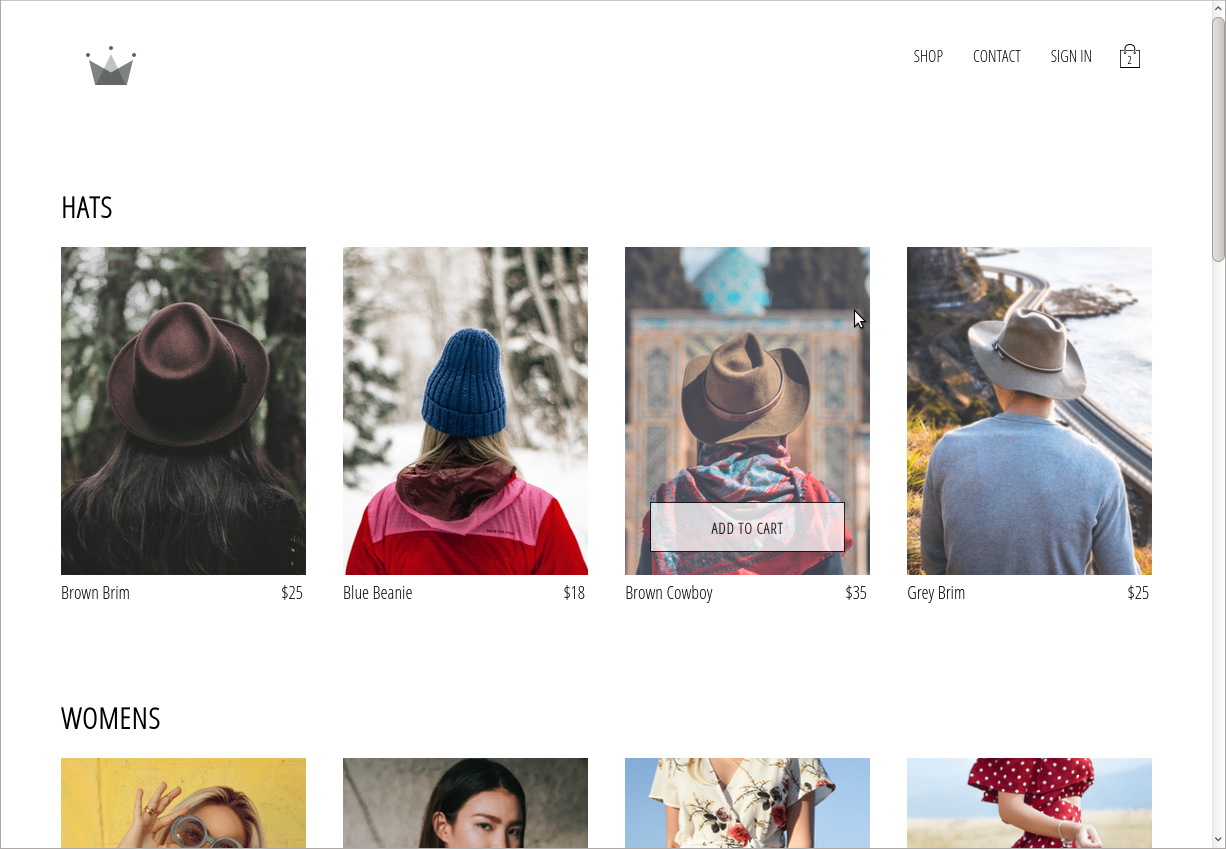 SHOP CONTACT SIGN IN 2
HATS
ADD TO CART
Brown Brim $25 Blue Beanie $18 Brown Cowboy $35 Grey Brim $25
WOMENS